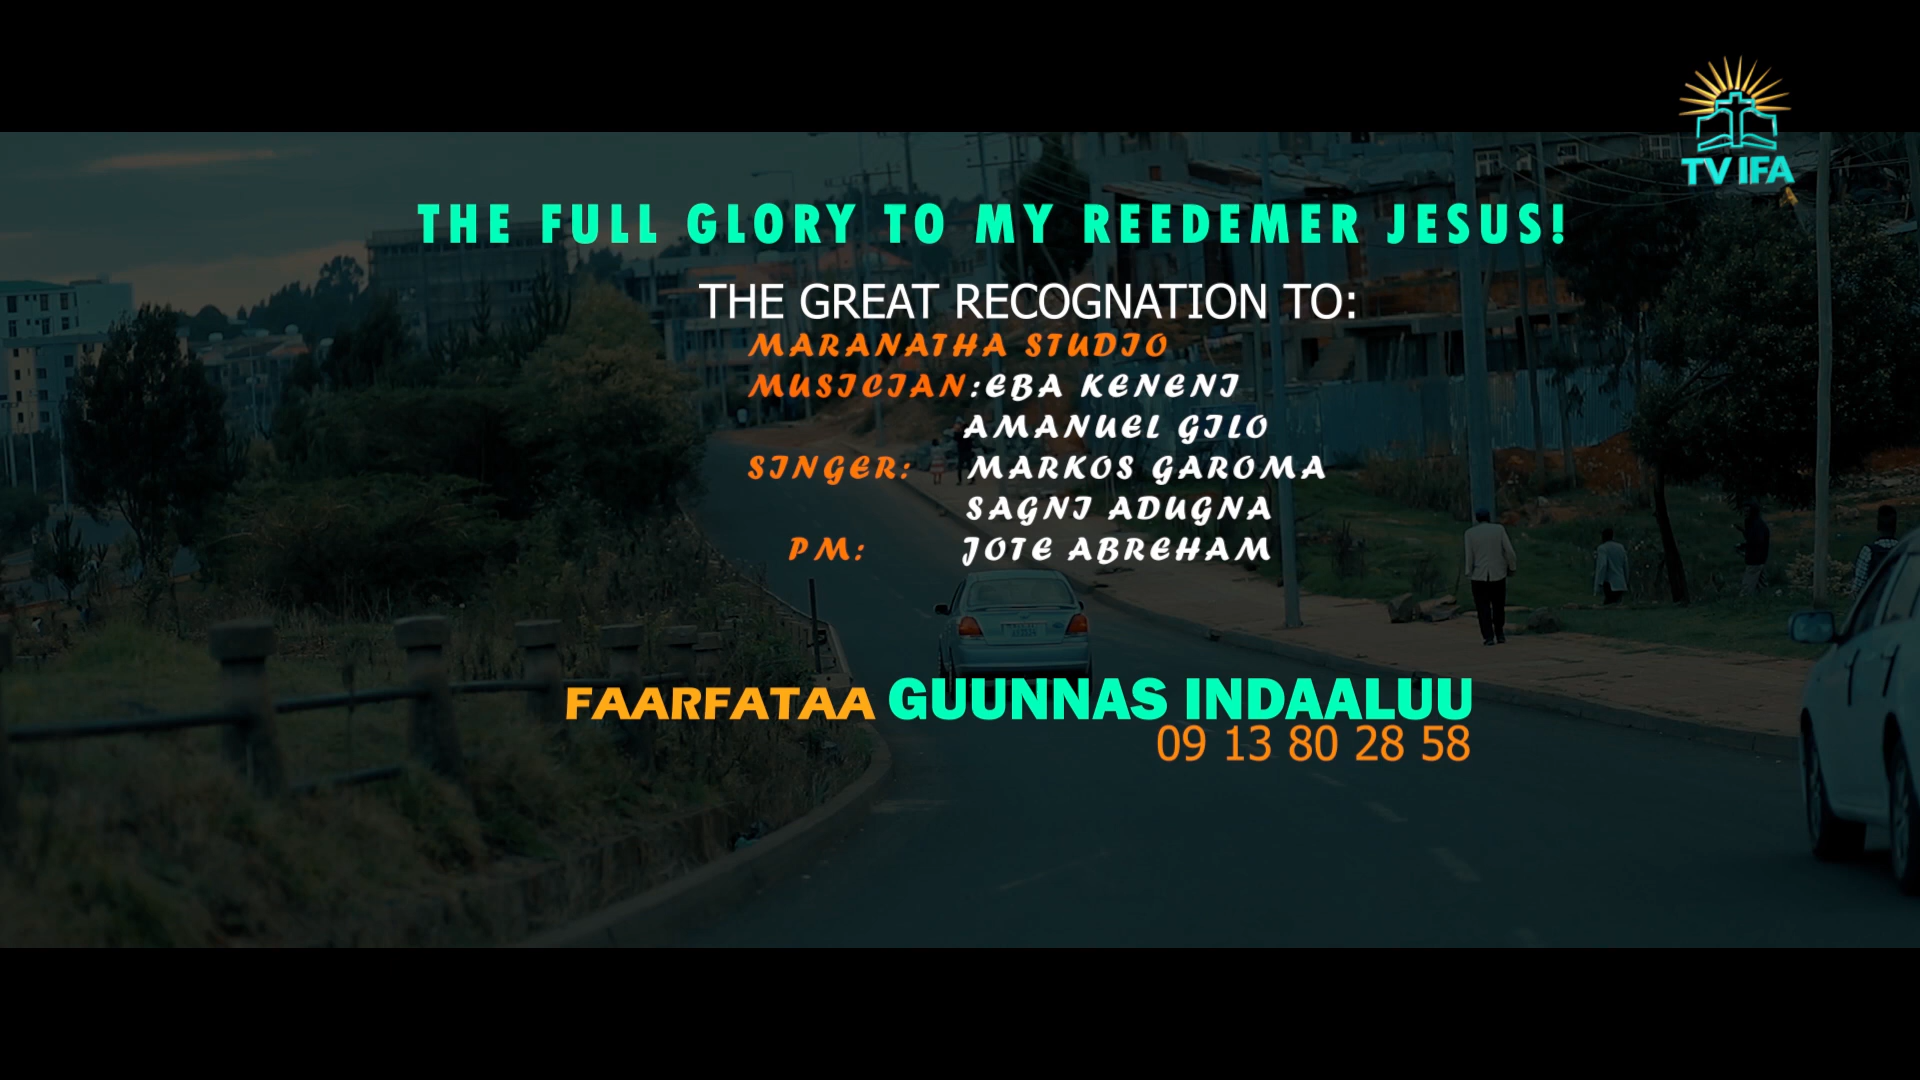 TV IFA
THE FULL GLORY TO MY REEDEMER JESUS!
THE GREAT RECOGNATION TO:
MARANATHA STUDIO
MUSICIAN:EBA KENENI
AMANUEL GILO
SINGER: MARKOS GAROMA
SAGNI ADUGNA
PM: JOTE ABREHAM
FAARFATAA GUUNNAS INDAALUU
09 13 80 28 58